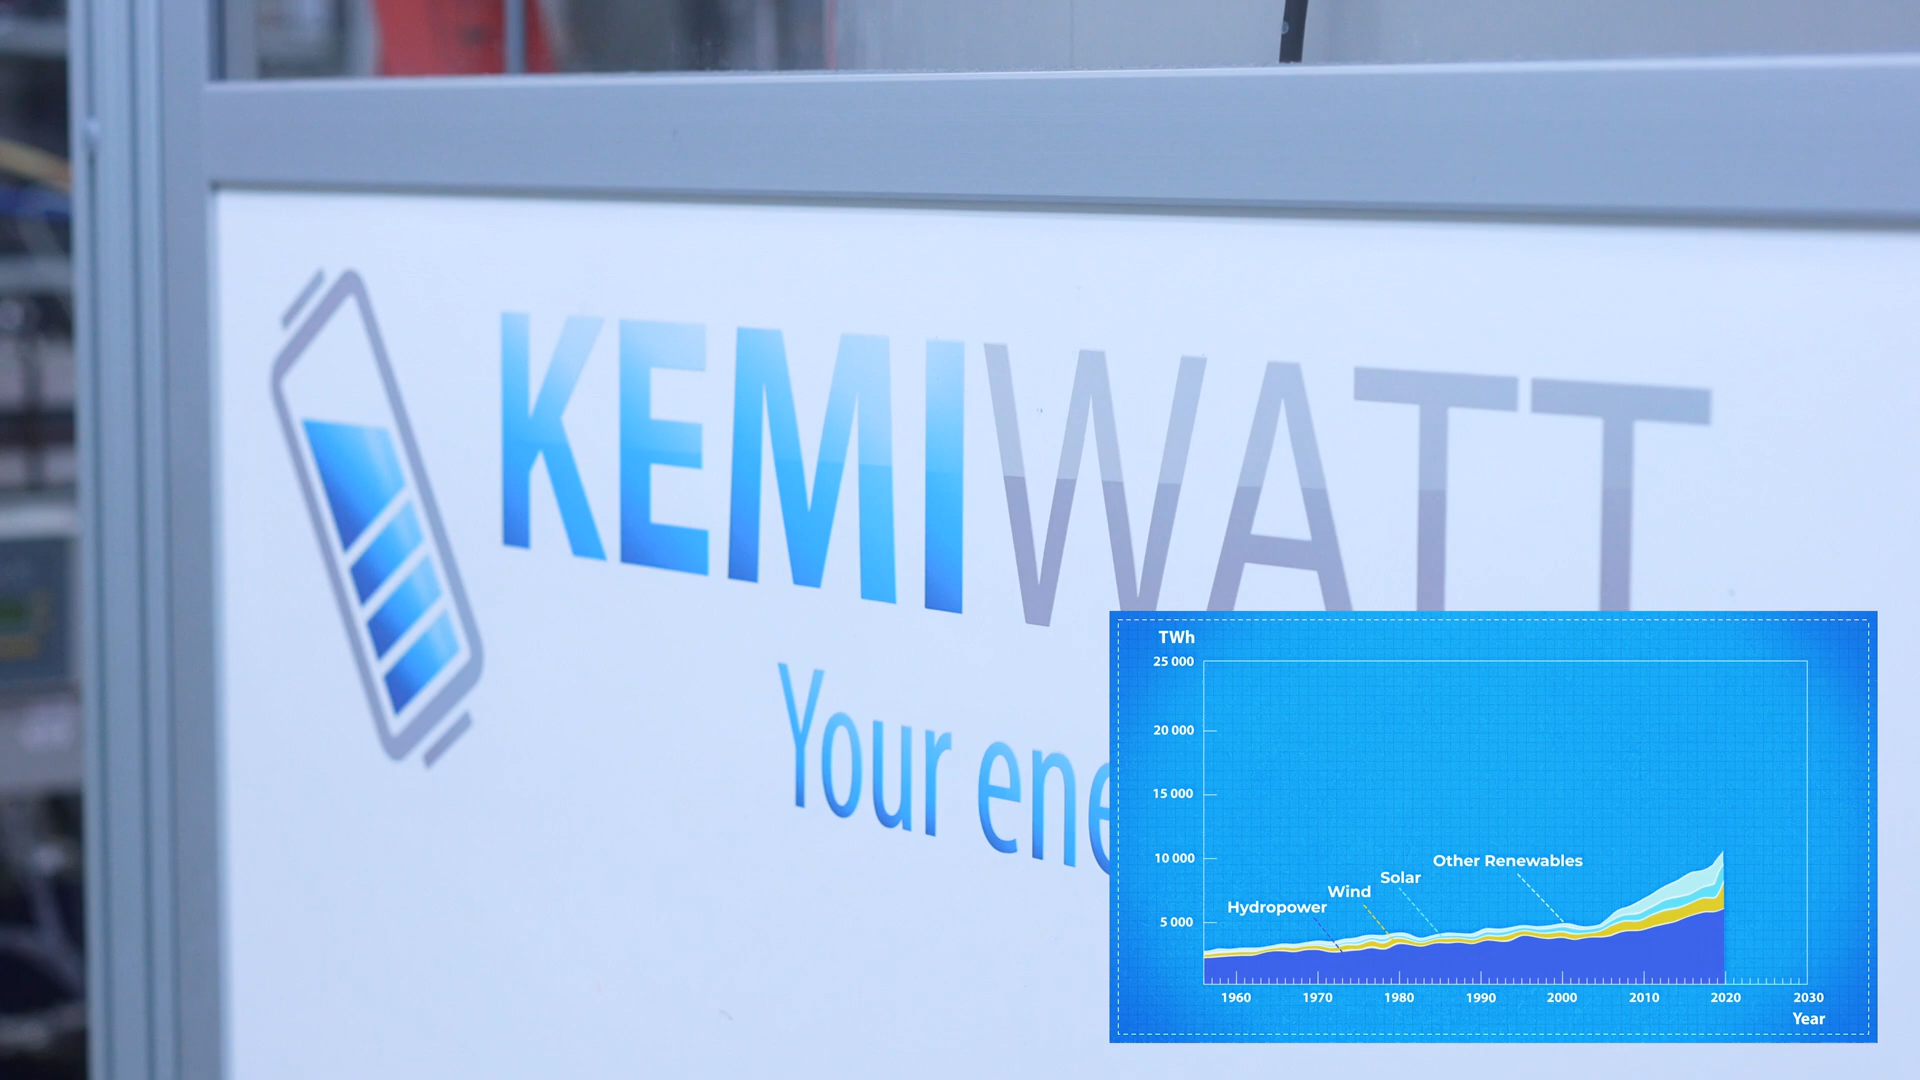 KEMIWATT
Your ene
TWh
25 000
20 000
15 000
10 000
5 000
Other Renewables
Solar
Wind
Hydropower
1960 1970 1980 1990 2000 2010 2020 2030
Year